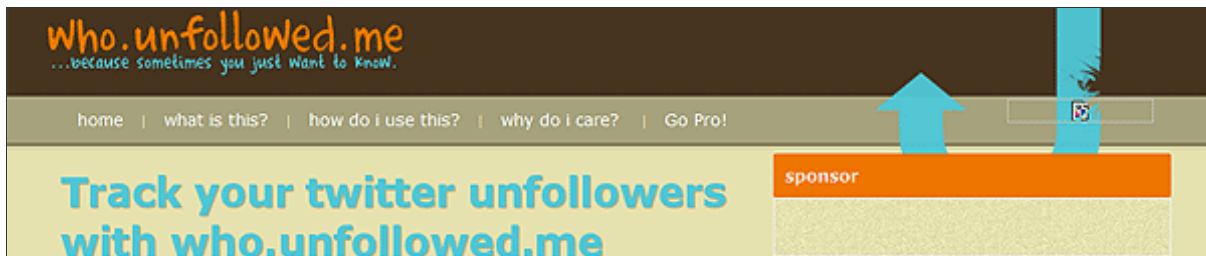 who.unfollowed.me
...because sometimes you just want to know.
home | what is this? | how do i use this? | why do i care? | Go Pro!
Track your twitter unfollowers
with who.unfollowed.me
sponsor